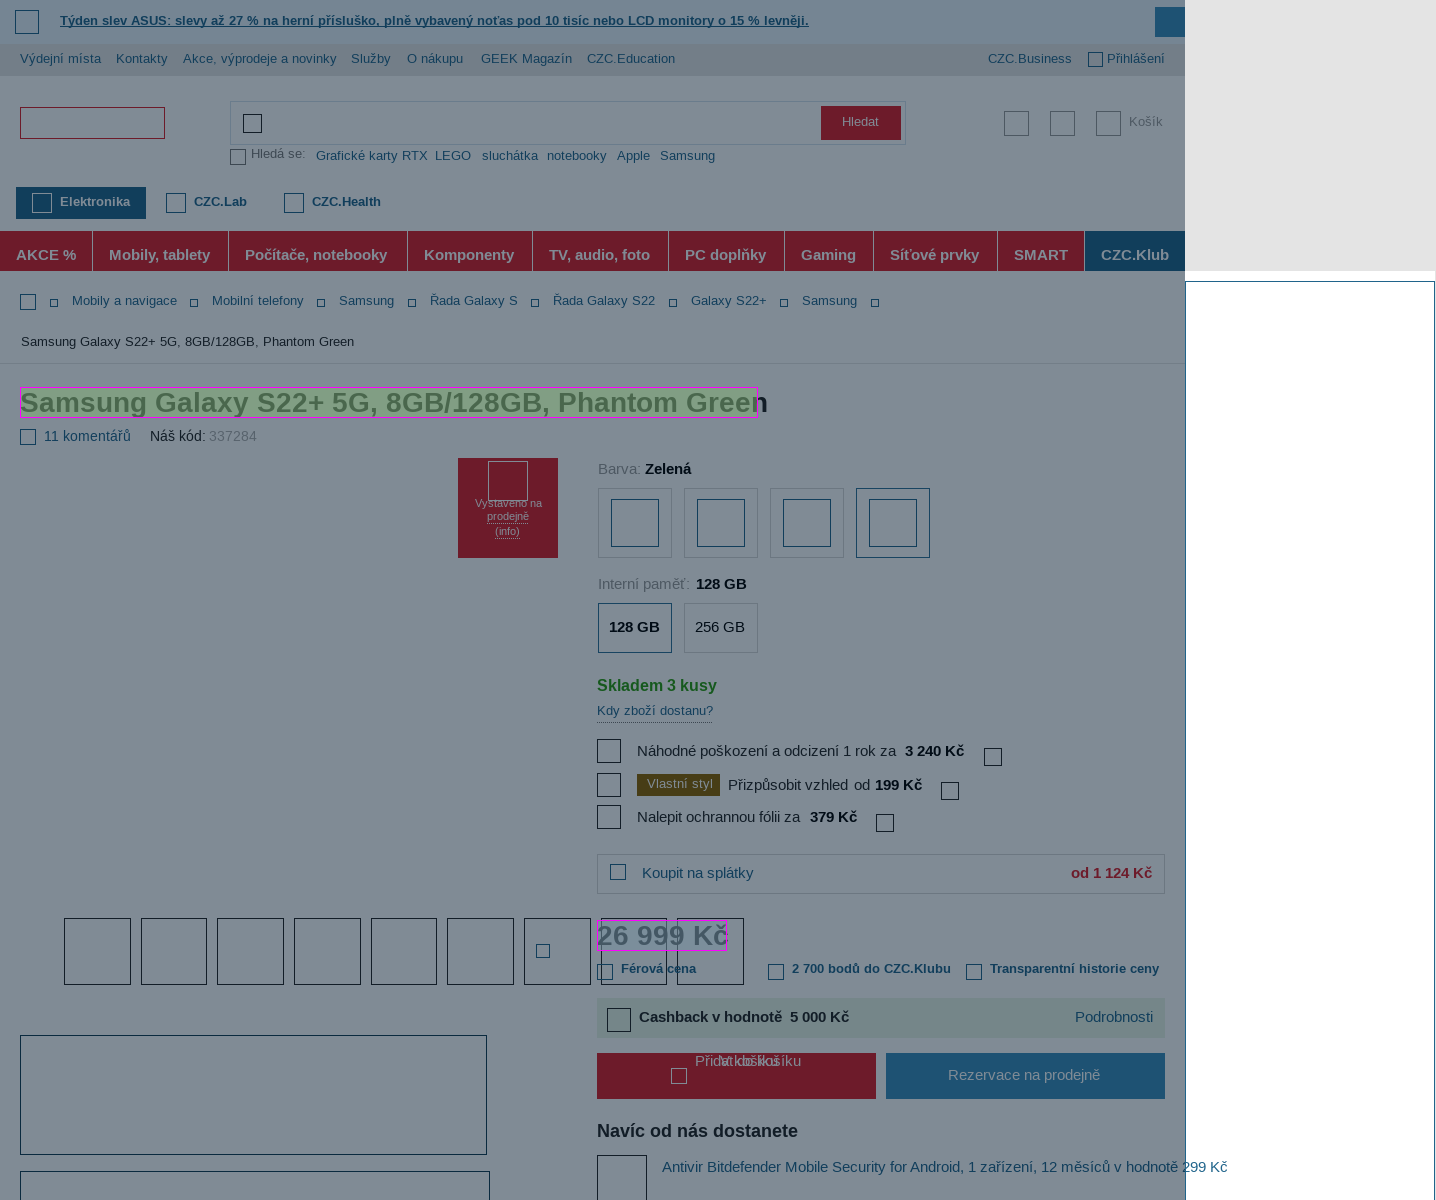 Týden slev ASUS: slevy až 27 % na herní přísluško, plně vybavený noťas pod 10 tisíc nebo LCD monitory o 15 % levněji.
Výdejní místa Kontakty Akce, výprodeje a novinky Služby O nákupu GEEK Magazín CZC.Education CZC.Business Přihlášení
Hledat Košík
Hledá se: Grafické karty RTX LEGO sluchátka notebooky Apple Samsung
Elektronika CZC.Lab CZC.Health
AKCE % Mobily, tablety Počítače, notebooky Komponenty TV, audio, foto PC doplňky Gaming Síťové prvky SMART CZC.Klub
Mobily a navigace Mobilní telefony Samsung Řada Galaxy S Řada Galaxy S22 Galaxy S22+ Samsung
Samsung Galaxy S22+ 5G, 8GB/128GB, Phantom Green
Samsung Galaxy S22+ 5G, 8GB/128GB, Phantom Green
11 komentářů Náš kód: 337284
Vystaveno na
prodejně
(info)
Barva: Zelená
Interní paměť: 128 GB
128 GB 256 GB
Skladem 3 kusy
Kdy zboží dostanu?
Náhodné poškození a odcizení 1 rok za 3 240 Kč
Vlastní styl Přizpůsobit vzhled od 199 Kč
Nalepit ochrannou fólii za 379 Kč
Koupit na splátky od 1 124 Kč
26 999 Kč
Férová cena 2 700 bodů do CZC.Klubu Transparentní historie ceny
Cashback v hodnotě 5 000 Kč Podrobnosti
Přidat do košíku V košíku
Rezervace na prodejně
Navíc od nás dostanete
Antivir Bitdefender Mobile Security for Android, 1 zařízení, 12 měsíců v hodnotě 299 Kč